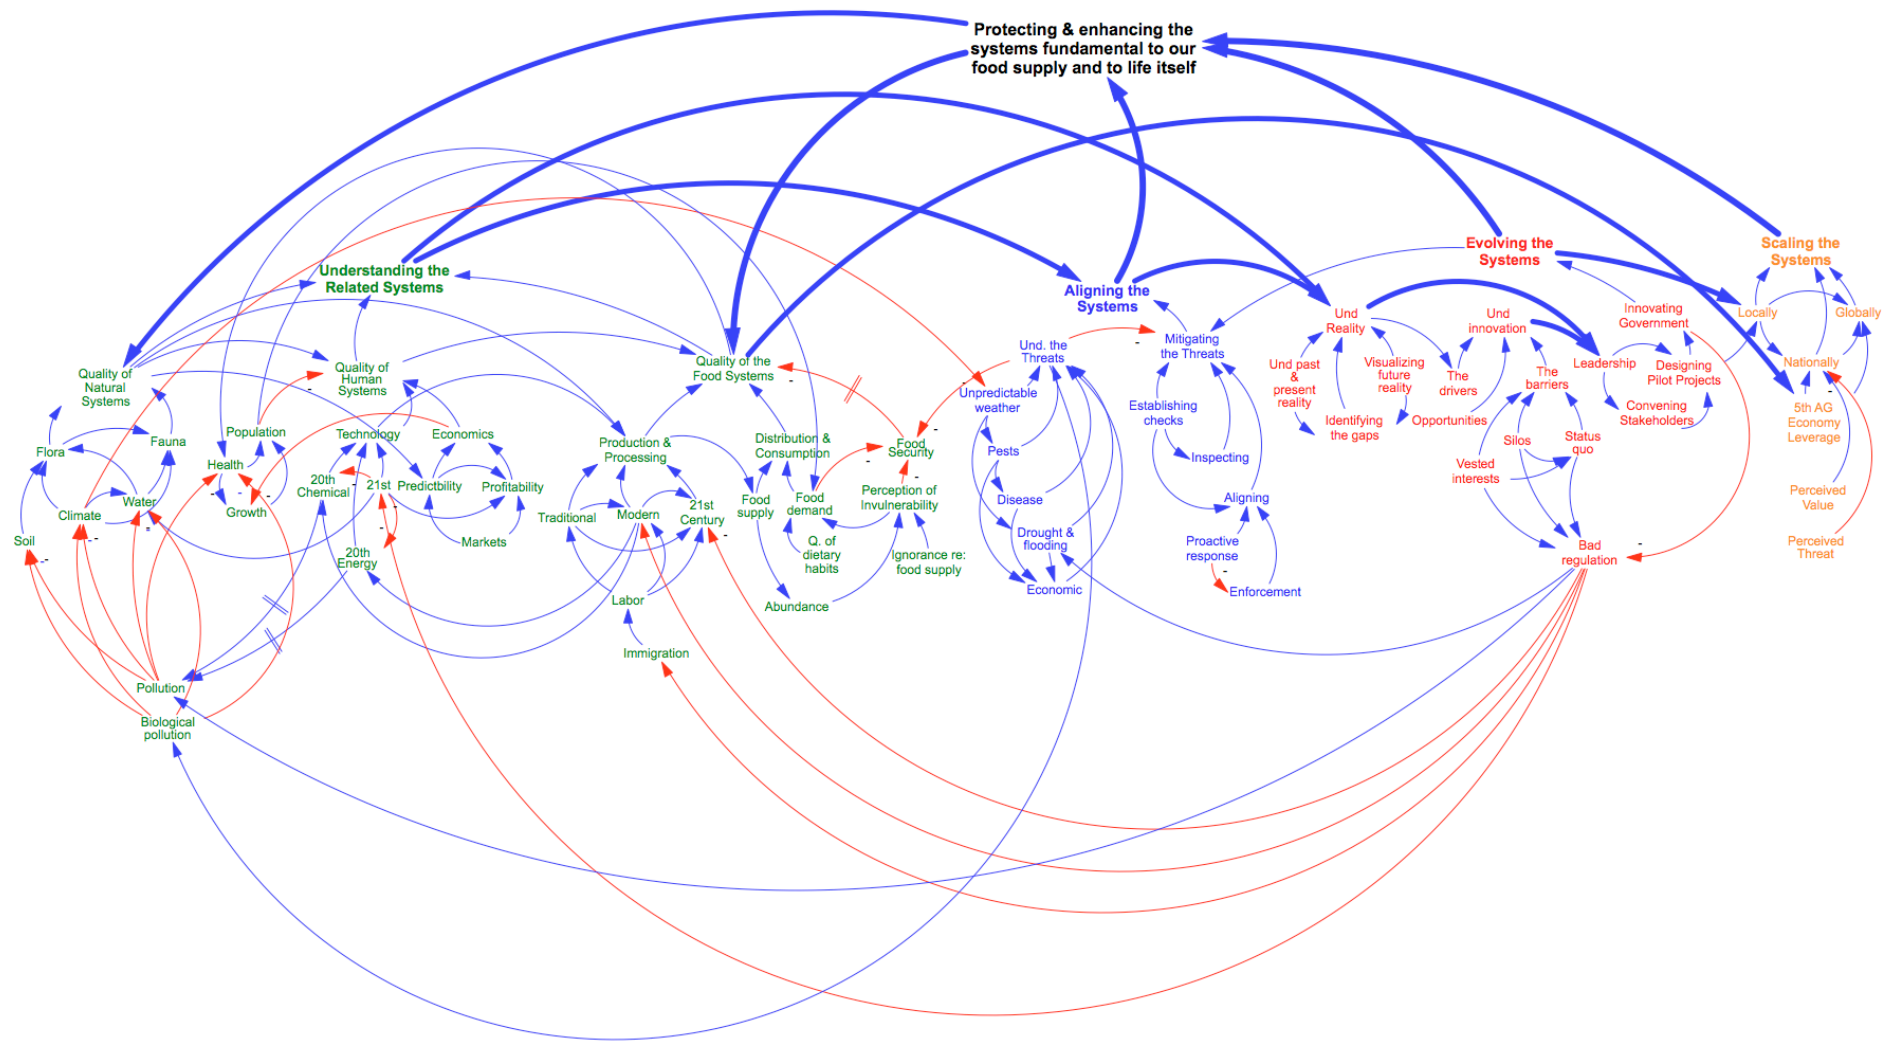 Protecting & enhancing the
systems fundamental to our
food supply and to life itself
Understanding the
Related Systems
Aligning the
Systems
Evolving the
Systems
Scaling the
Systems
Quality of
Natural
Systems
Flora
Fauna
Water
Climate
Soil
Pollution
Biological
pollution
Quality of
Human
Systems
Population
Health
Growth
Technology
20th
Chemical
21st
20th
Energy
Economics
Predictbility
Profitability
Markets
Quality of the
Food Systems
Production &
Processing
Traditional
Modern
21st
Century
Labor
Immigration
Distribution &
Consumption
Food
supply
Food
demand
Q. of
dietary
habits
Abundance
Food
Security
Perception of
Invulnerability
Ignorance re:
food supply
Und. the
Threats
Unpredictable
weather
Pests
Disease
Drought &
flooding
Economic
Mitigating
the Threats
Establishing
checks
Inspecting
Aligning
Proactive
response
Enforcement
Und
Reality
Und past
&
present
reality
Visualizing
future
reality
Identifying
the gaps
Und
innovation
The
drivers
Opportunities
The
barriers
Silos
Status
quo
Vested
interests
Bad
regulation
Leadership
Innovating
Government
Designing
Pilot Projects
Convening
Stakeholders
Locally
Globally
Nationally
5th AG
Economy
Leverage
Perceived
Value
Perceived
Threat